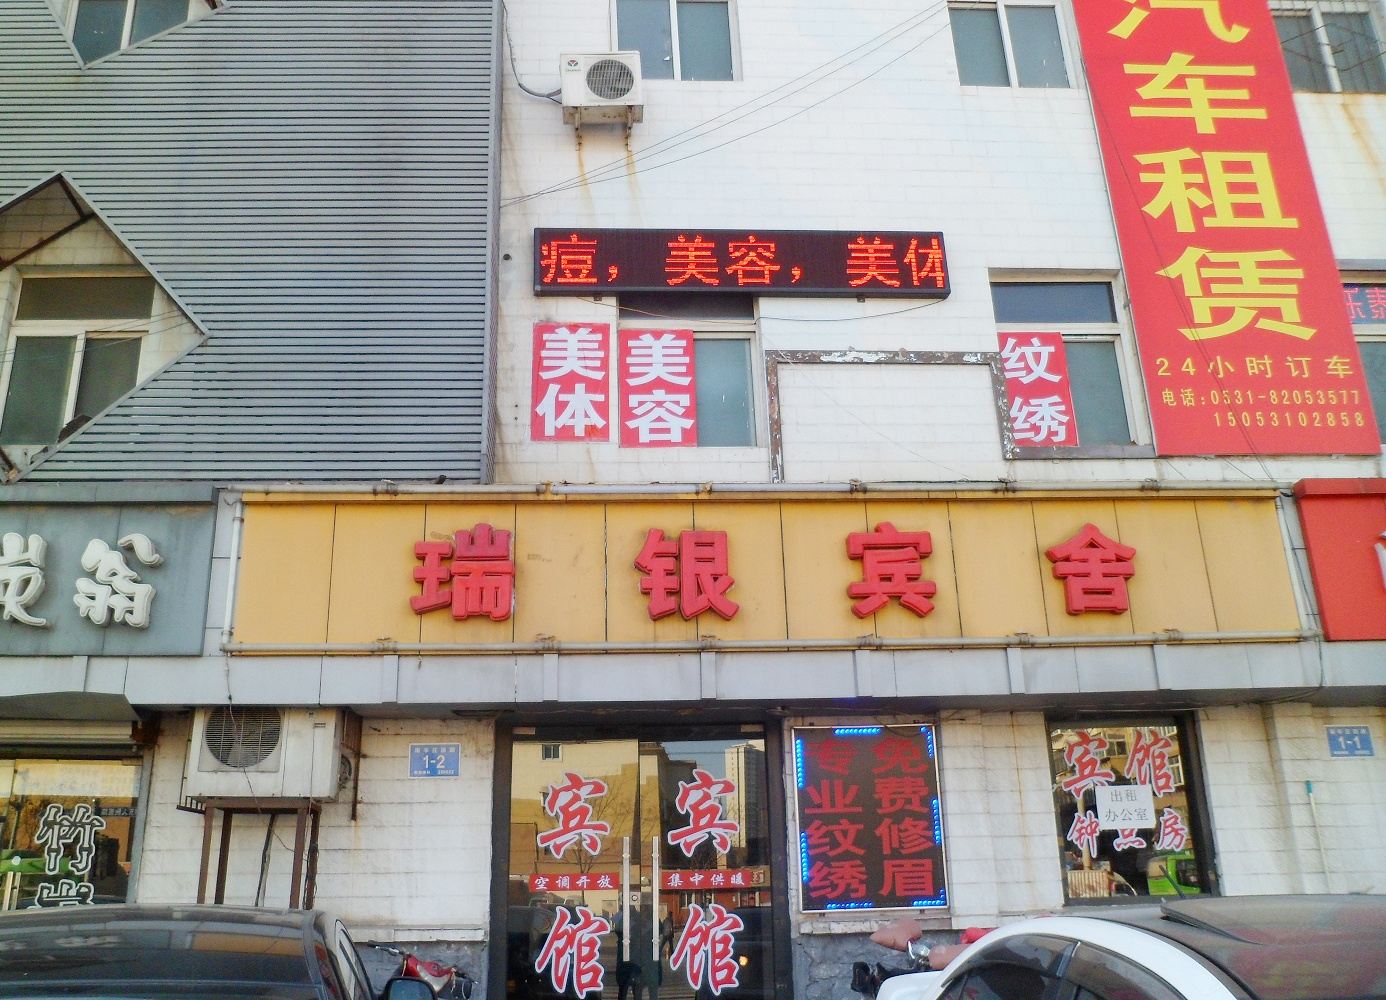 汽车租赁
24小时订车
电话:0531-82053577
15053102858
痘，美容，美体
美体
美容
纹绣
瑞银宾舍
翁
1-2
1-1
宾馆
宾馆
空调开放
集中供暖
专业纹绣
免费修眉
宾馆
出租
办公室
钟点房
竹